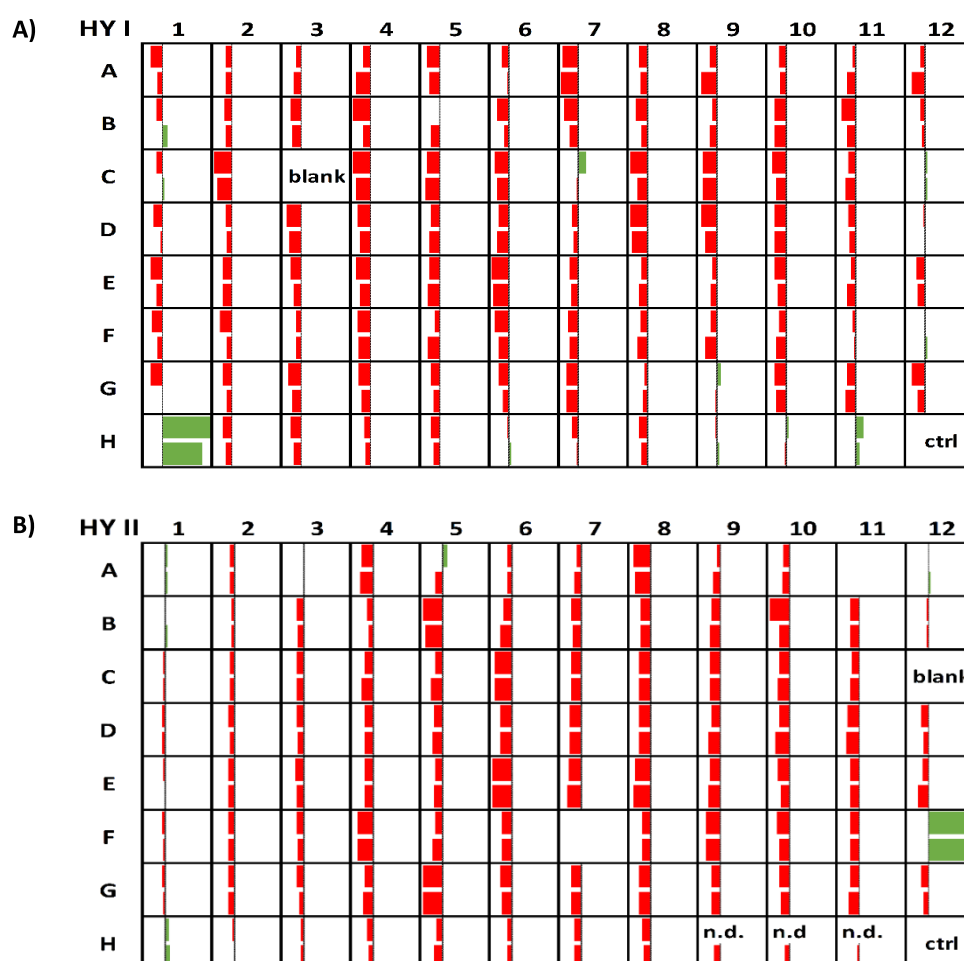 A) HY I 1 2 3 4 5 6 7 8 9 10 11 12
A
B
C blank
D
E
F
G
H ctrl
B) HY II 1 2 3 4 5 6 7 8 9 10 11 12
A
B
C blank
D
E
F
G
H n.d. n.d n.d. ctrl